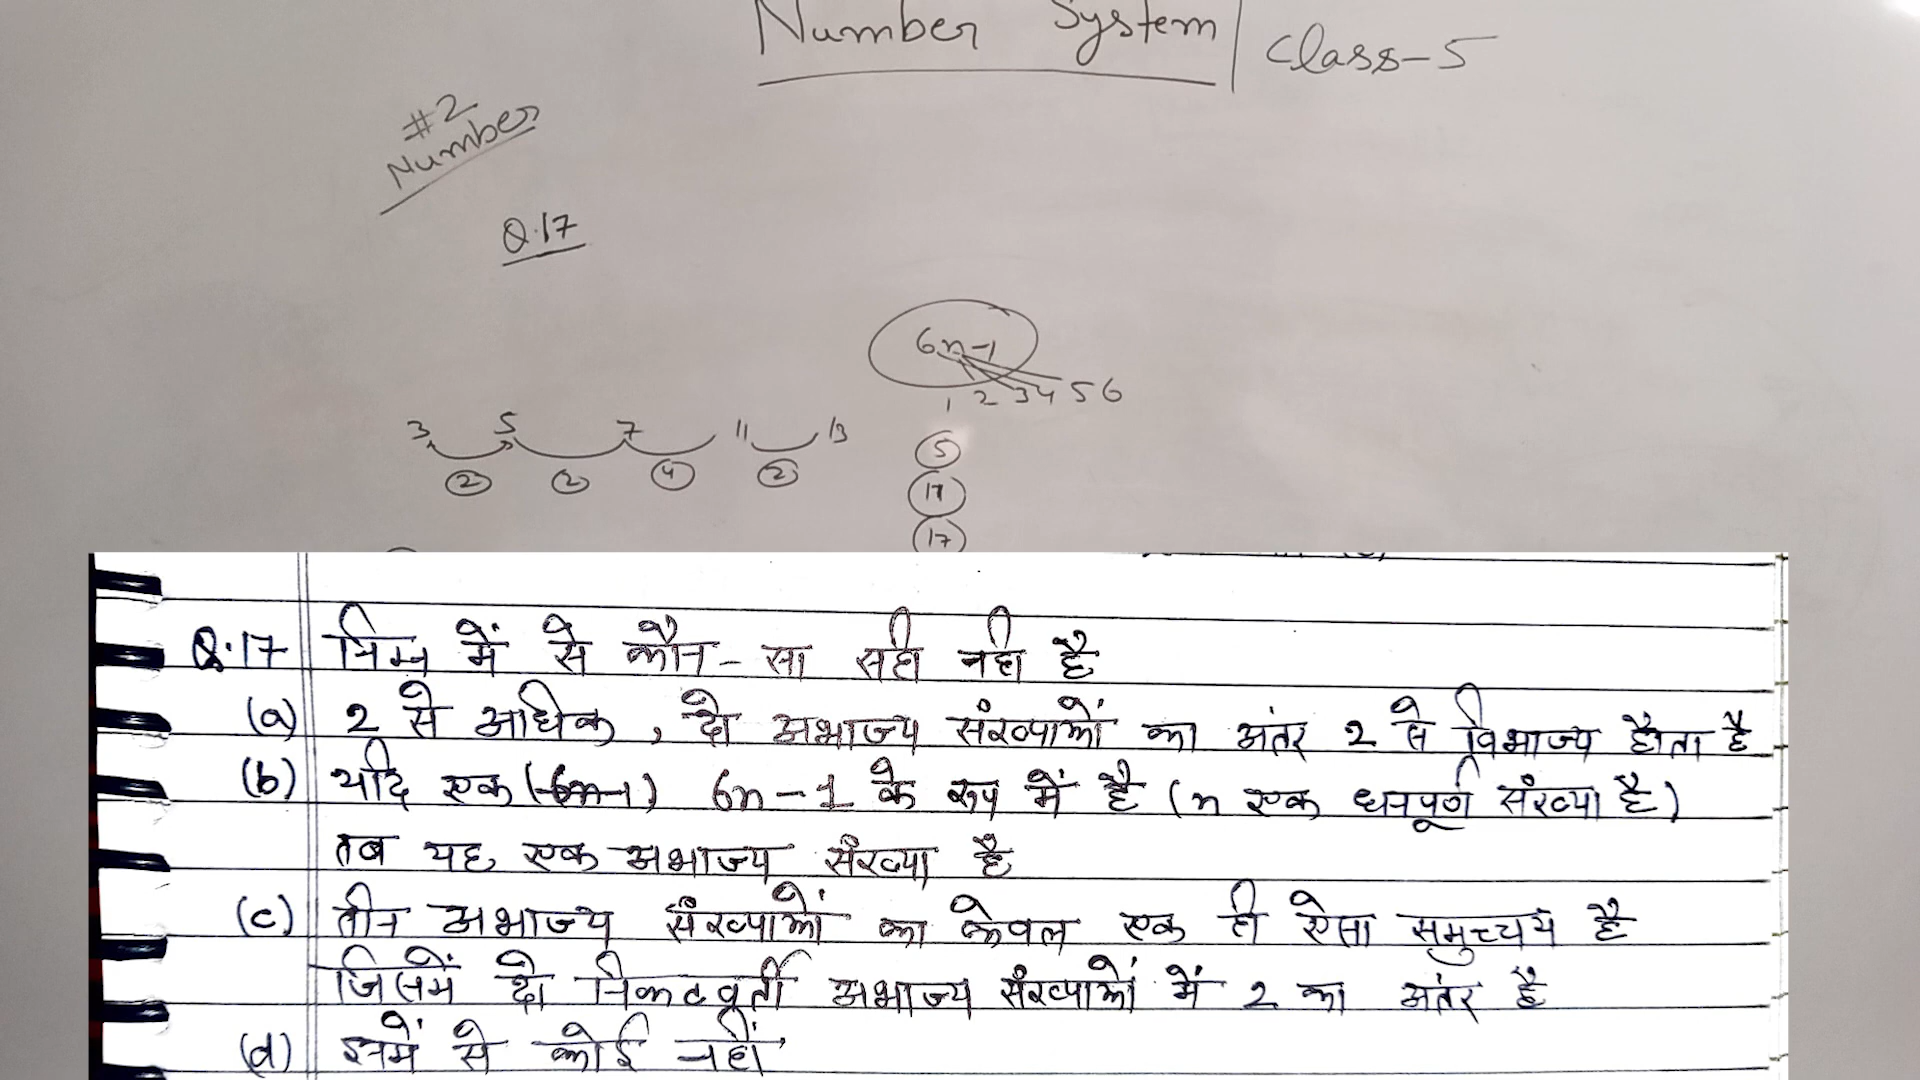 Number System | Class-5
#2
Number
Q.17
6n-1
1 2 3 4 5 6
3 5 7 11 13
2 2 4 2
5
11
17
Q.17 निम्न में से कौन-सा सही नही है
(a) 2 से अधिक, दो अभाज्य संख्याओं का अंतर 2 से विभाज्य होता है
(b) यदि एक (6n-1) 6n-1 के रूप में है (n एक धनपूर्ण संख्या है)
तब यह एक अभाज्य संख्या है
(c) तीन अभाज्य संख्याओं का केवल एक ही ऐसा समुच्चय है
जिसमें दो निकटवर्ती अभाज्य संख्याओं में 2 का अंतर है
(d) इनमें से कोई नहीं